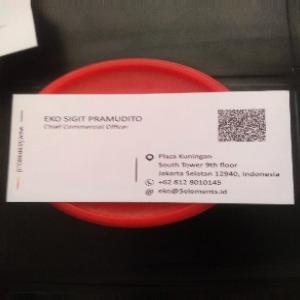 EKO SIGIT PRAMUDITO
Chief Commercial Officer
Plaza Kuningan
South Tower 9th floor
Jakarta Selatan 12940, Indonesia
+62 812 9010145
eko@5elements.id